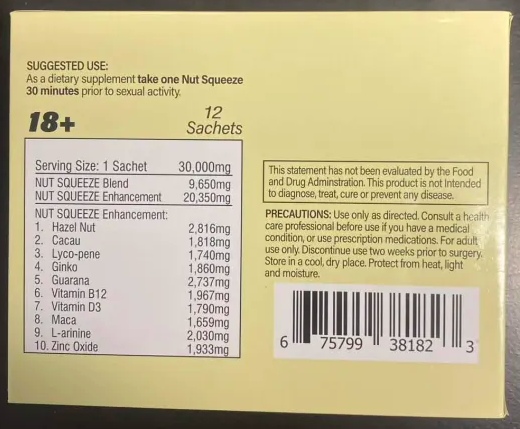 SUGGESTED USE:
As a dietary supplement take one Nut Squeeze
30 minutes prior to sexual activity.
18+
12
Sachets
Serving Size: 1 Sachet 30,000mg
NUT SQUEEZE Blend 9,650mg
NUT SQUEEZE Enhancement 20,350mg
NUT SQUEEZE Enhancement:
1. Hazel Nut 2,816mg
2. Cacau 1,818mg
3. Lyco-pene 1,740mg
4. Ginko 1,860mg
5. Guarana 2,737mg
6. Vitamin B12 1,967mg
7. Vitamin D3 1,790mg
8. Maca 1,659mg
9. L-arinine 2,030mg
10. Zinc Oxide 1,933mg
This statement has not been evaluated by the Food
and Drug Adminstration. This product is not Intended
to diagnose, treat, cure or prevent any disease.
PRECAUTIONS: Use only as directed. Consult a health
care professional before use if you have a medical
condition, or use prescription medications. For adult
use only. Discontinue use two weeks prior to surgery.
Store in a cool, dry place. Protect from heat, light
and moisture.
6 75799 38182 3